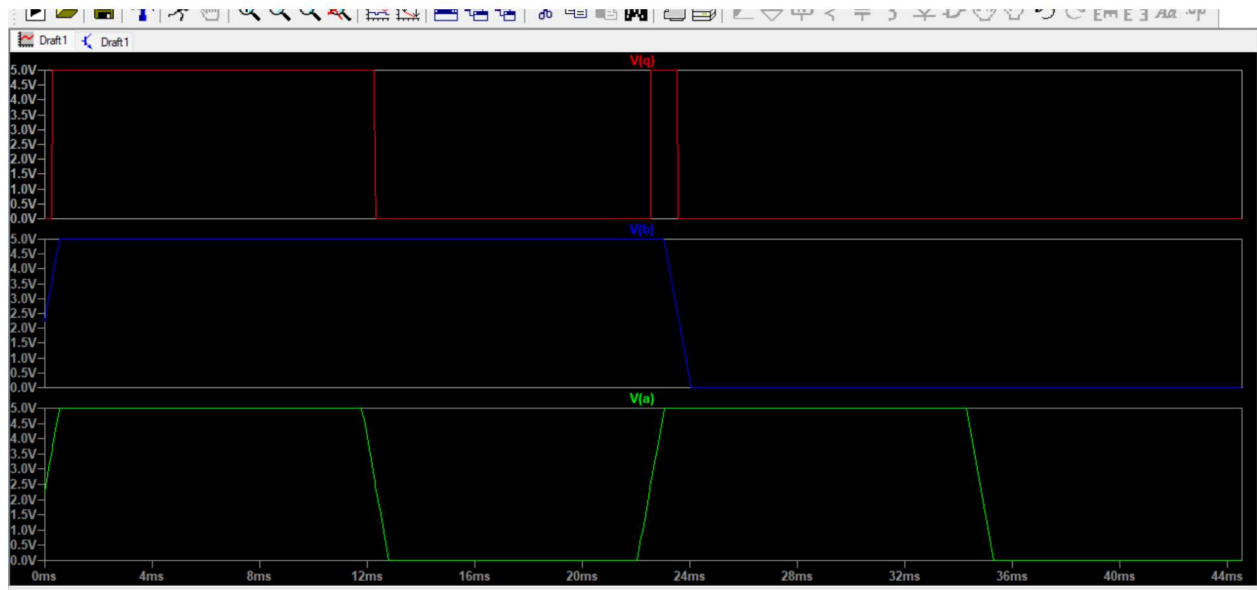 Draft1 Draft1
V(q)
5.0V
4.5V
4.0V
3.5V
3.0V
2.5V
2.0V
1.5V
1.0V
0.5V
0.0V
V(b)
5.0V
4.5V
4.0V
3.5V
3.0V
2.5V
2.0V
1.5V
1.0V
0.5V
0.0V
V(a)
5.0V
4.5V
4.0V
3.5V
3.0V
2.5V
2.0V
1.5V
1.0V
0.5V
0.0V
0ms 4ms 8ms 12ms 16ms 20ms 24ms 28ms 32ms 36ms 40ms 44ms